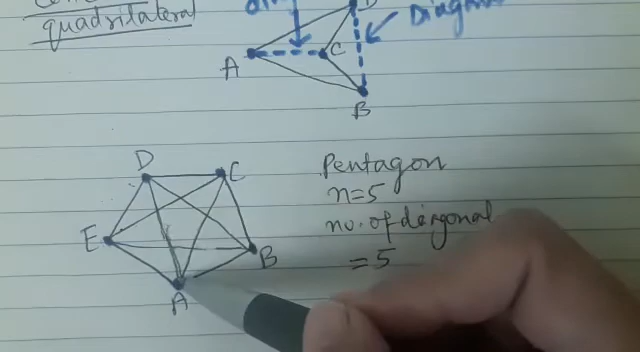 quadrilateral
Diagonal
A
C
B
D
C
E
B
A
Pentagon
n=5
no. of diagonal
= 5